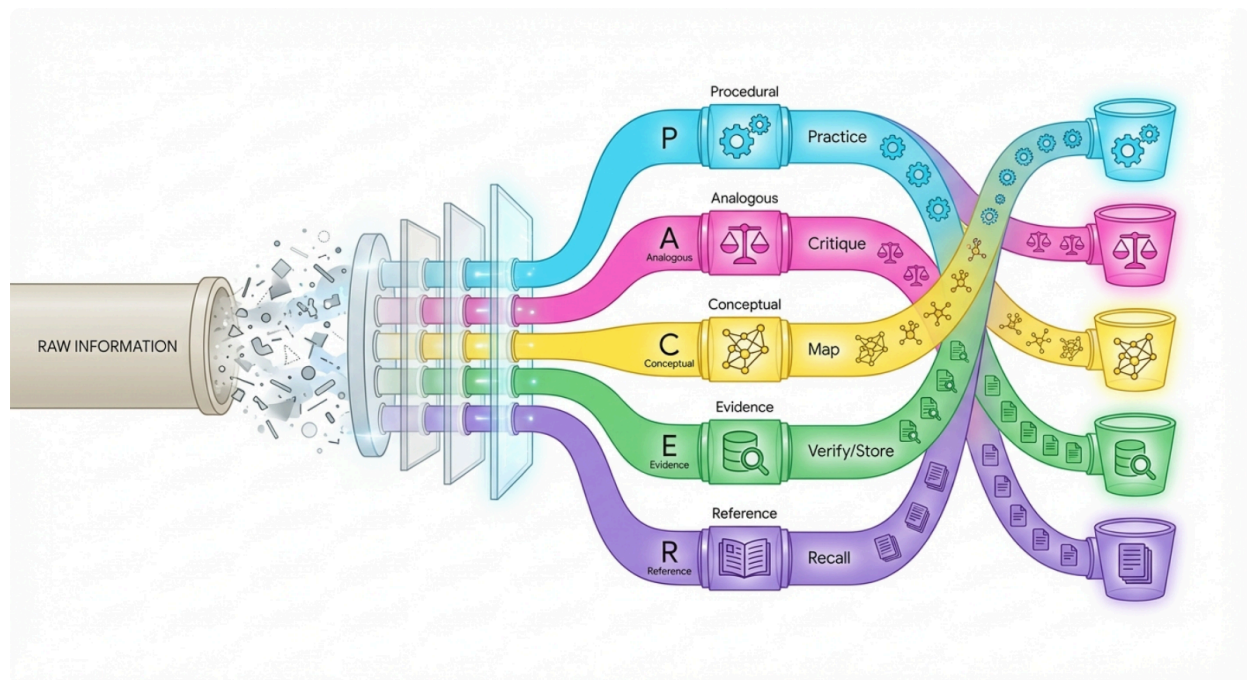 RAW INFORMATION
Procedural
P
Practice
Analogous
A
Analogous
Critique
Conceptual
C
Conceptual
Map
Evidence
E
Evidence
Verify/Store
Reference
R
Reference
Recall